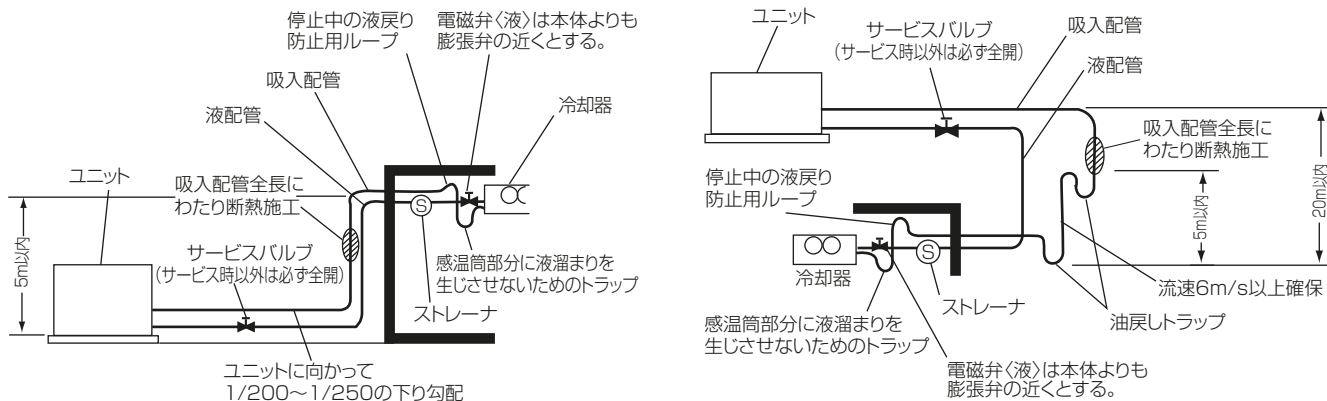 停止中の液戻り
防止用ループ
電磁弁〈液〉は本体よりも
膨張弁の近くとする。
吸入配管
液配管
冷却器
ユニット
吸入配管全長に
わたり断熱施工
サービスバルブ
(サービス時以外は必ず全開)
5m以内
S
感温筒部分に液溜まりを
生じさせないためのトラップ
ストレーナ
ユニットに向かって
1/200～1/250の下り勾配
ユニット
サービスバルブ
(サービス時以外は必ず全開)
吸入配管
液配管
吸入配管全長に
わたり断熱施工
停止中の液戻り
防止用ループ
5m以内
20m以内
S
冷却器
ストレーナ
流速6m/s以上確保
油戻しトラップ
感温筒部分に液溜まりを
生じさせないためのトラップ
電磁弁〈液〉は本体よりも
膨張弁の近くとする。